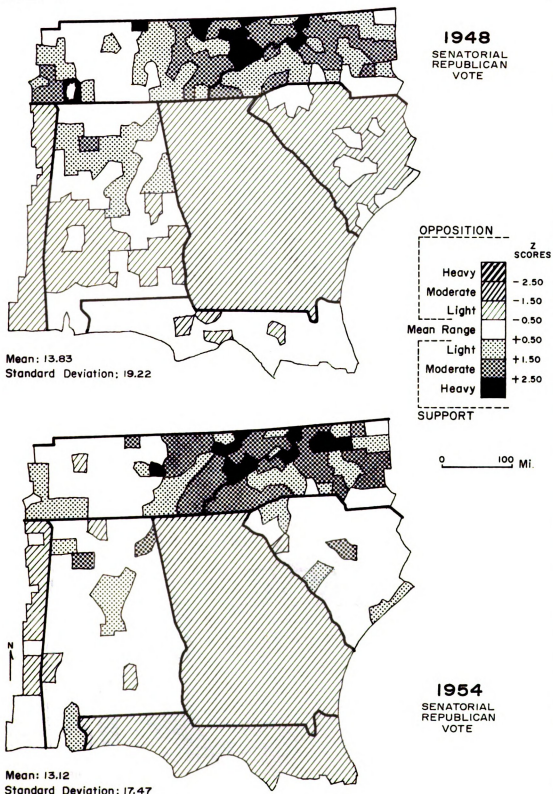 1948
SENATORIAL
REPUBLICAN
VOTE
OPPOSITION
Z
SCORES
Heavy
-2.50
Moderate
-1.50
Light
-0.50
Mean Range
+0.50
Light
+1.50
Moderate
+2.50
Heavy
SUPPORT
Mean: 13.83
Standard Deviation; 19.22
0 100 Mi.
N
1954
SENATORIAL
REPUBLICAN
VOTE
Mean: 13.12
Standard Deviation: 17.47